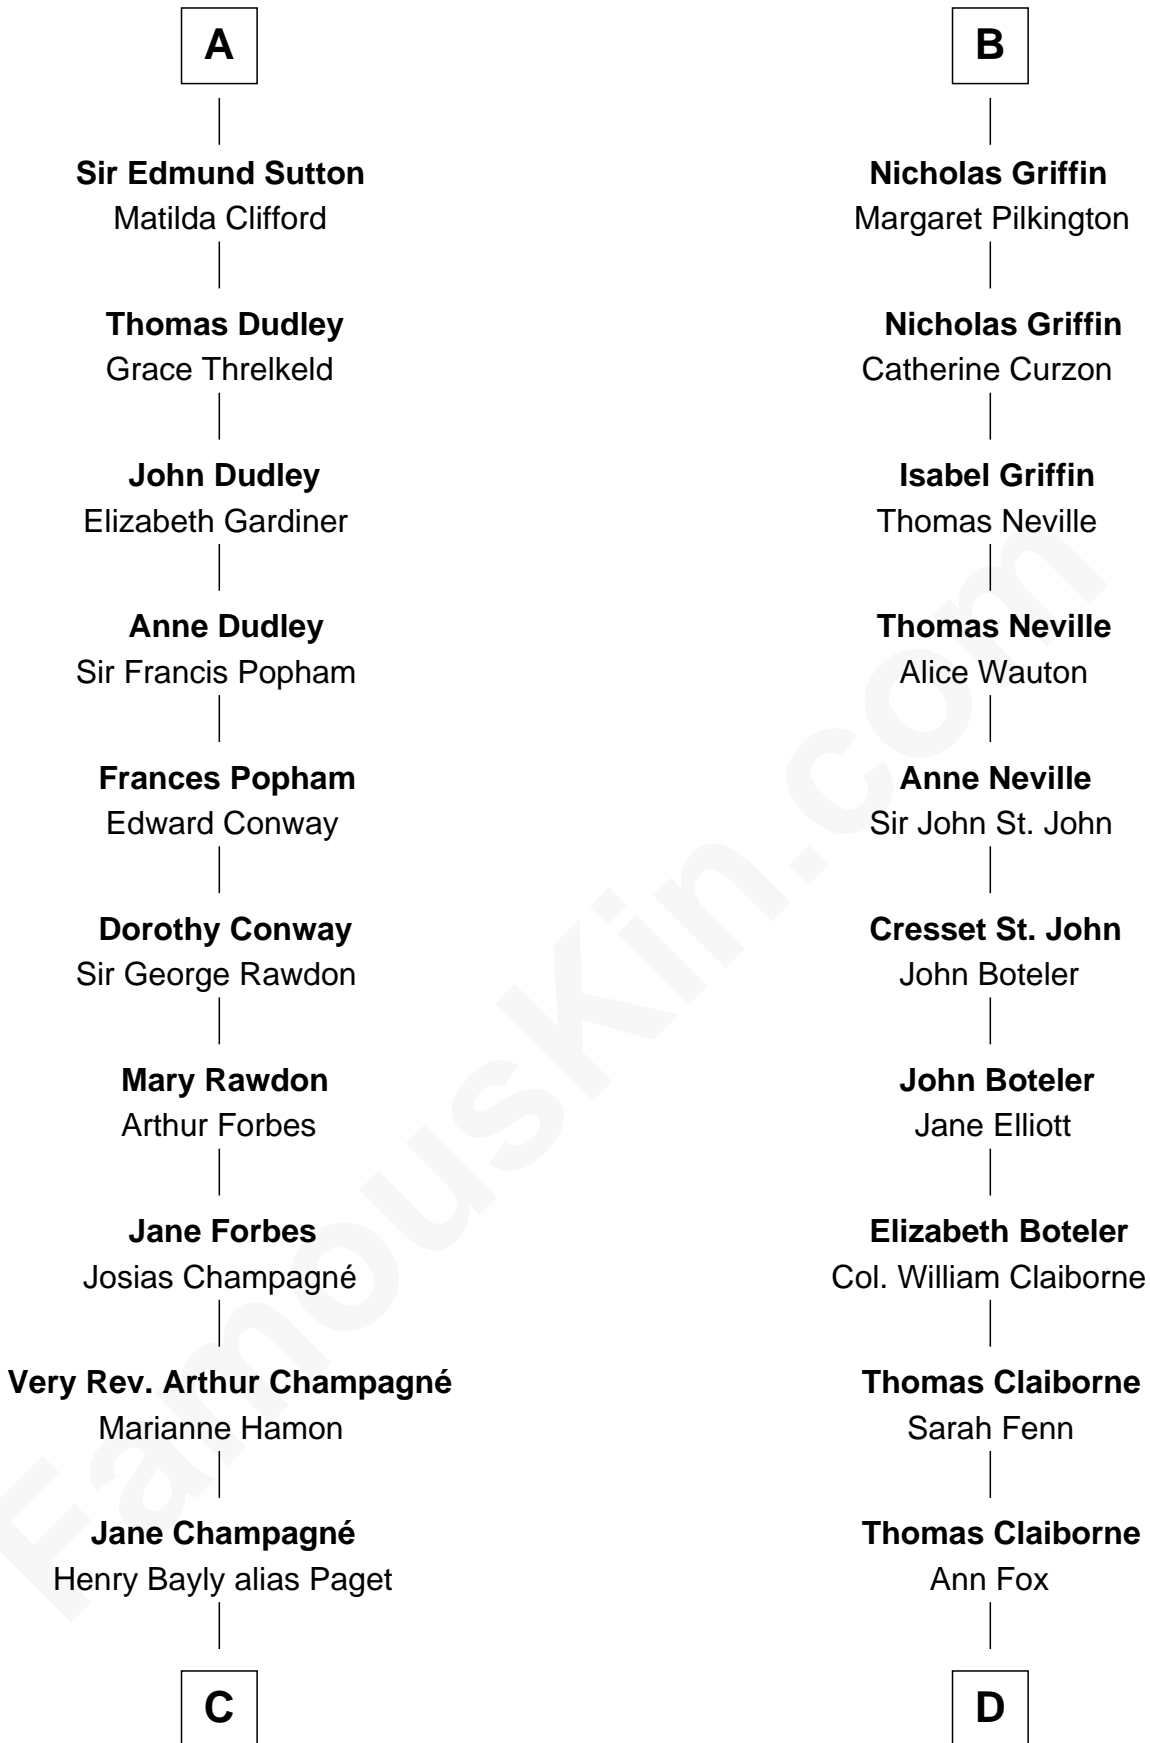 A
Sir Edmund Sutton
Matilda Clifford
Thomas Dudley
Grace Threlkeld
John Dudley
Elizabeth Gardiner
Anne Dudley
Sir Francis Popham
Frances Popham
Edward Conway
Dorothy Conway
Sir George Rawdon
Mary Rawdon
Arthur Forbes
Jane Forbes
Josias Champagné
Very Rev. Arthur Champagné
Marianne Hamon
Jane Champagné
Henry Bayly alias Paget
C
B
Nicholas Griffin
Margaret Pilkington
Nicholas Griffin
Catherine Curzon
Isabel Griffin
Thomas Neville
Thomas Neville
Alice Wauton
Anne Neville
Sir John St. John
Cresset St. John
John Boteler
John Boteler
Jane Elliott
Elizabeth Boteler
Col. William Claiborne
Thomas Claiborne
Sarah Fenn
Thomas Claiborne
Ann Fox
D
FamousKin.com